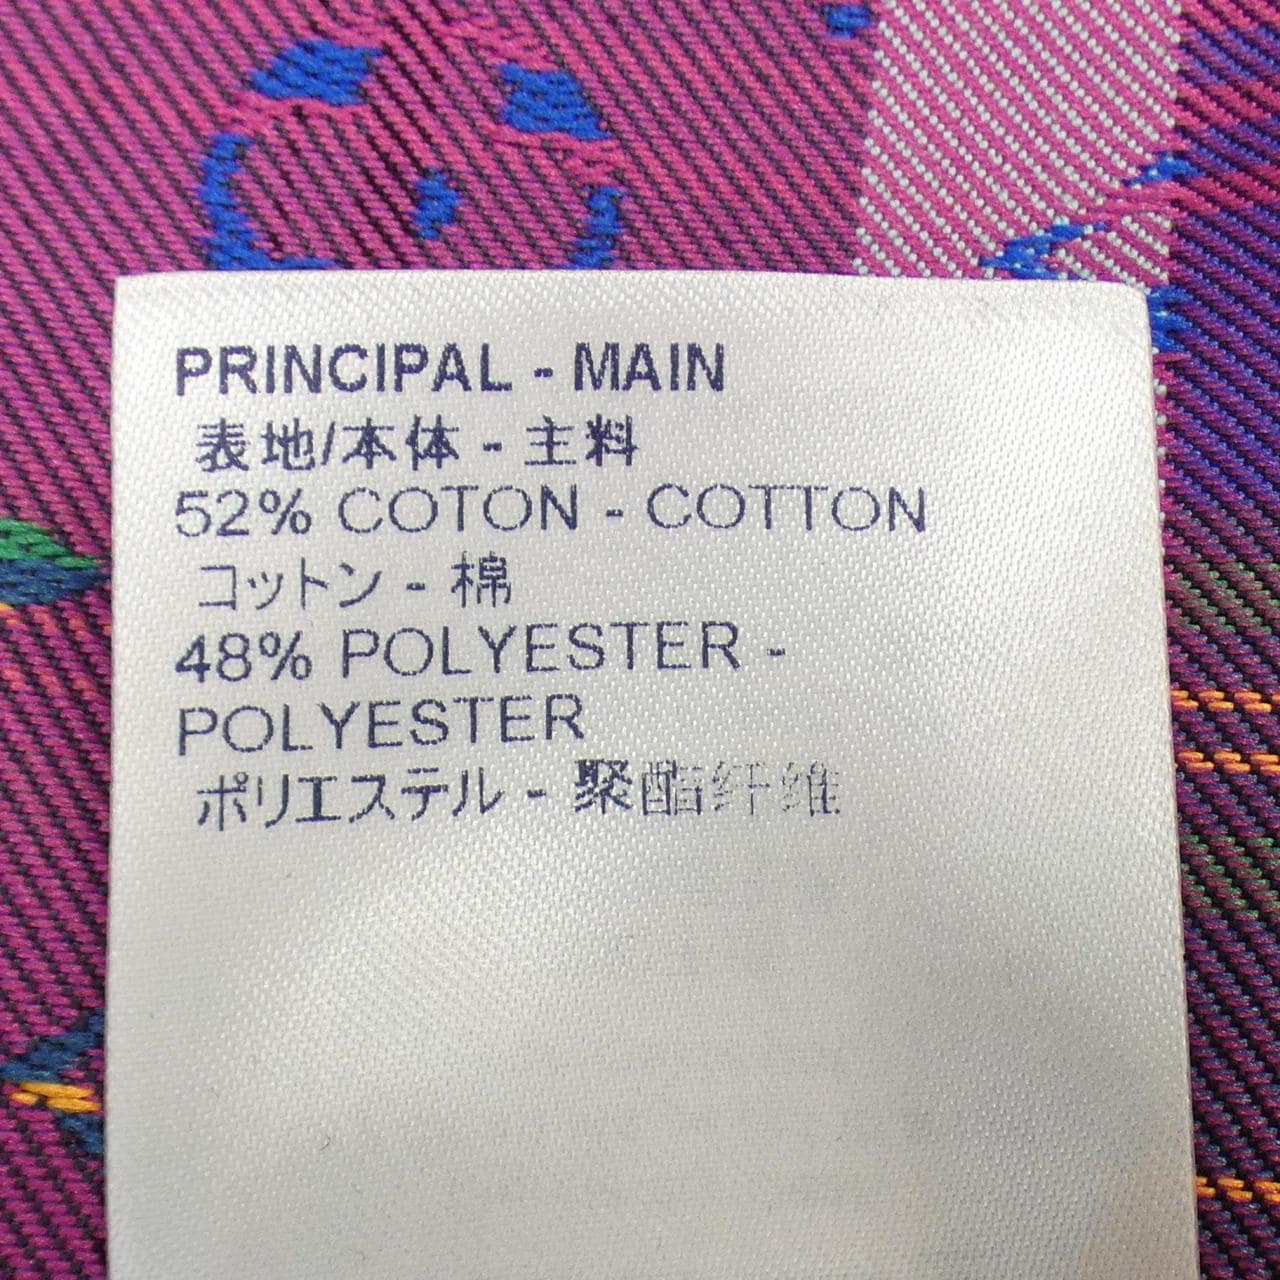 PRINCIPAL - MAIN
表地/本体 - 主料
52% COTON - COTTON
コットン - 棉
48% POLYESTER -
POLYESTER
ポリエステル - 聚酯纤维